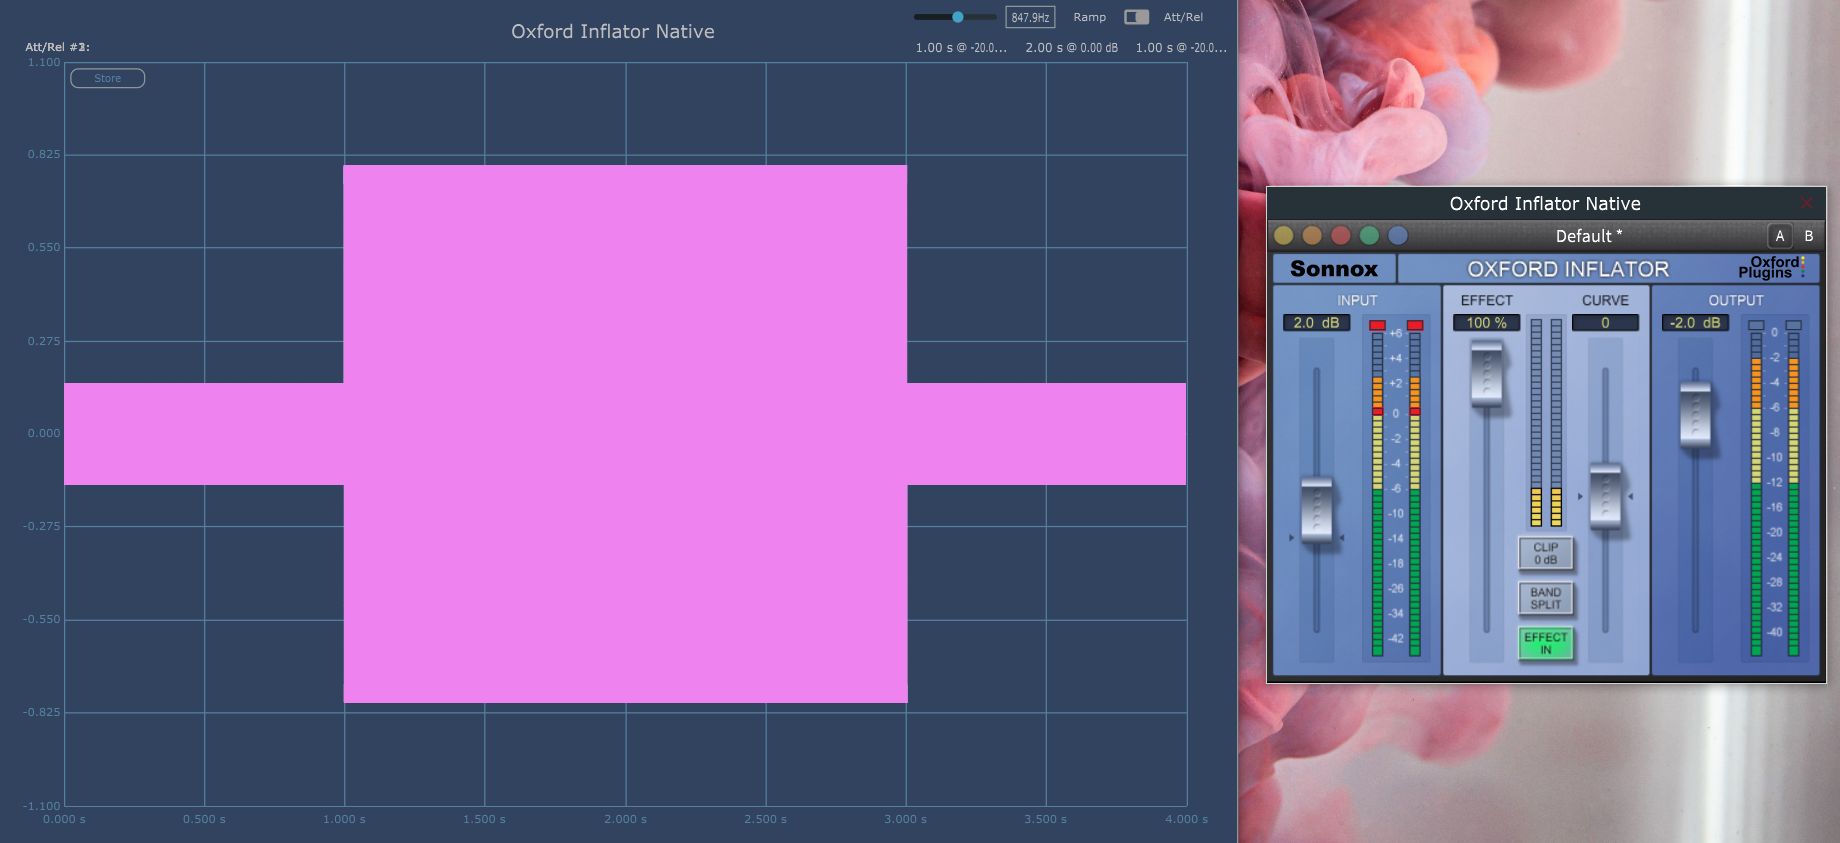 Oxford Inflator Native
847.9Hz
Ramp
Att/Rel
1.00 s @ -20.0...
2.00 s @ 0.00 dB
1.00 s @ -20.0...
Store
1.100
0.825
0.550
0.275
0.000
-0.275
-0.550
-0.825
-1.100
0.000 s
0.500 s
1.000 s
1.500 s
2.000 s
2.500 s
3.000 s
3.500 s
4.000 s
Oxford Inflator Native
Default *
A
B
Sonnox
OXFORD INFLATOR
Oxford
Plugins
INPUT
2.0 dB
+6
+4
+2
0
-2
-4
-6
-10
-14
-18
-26
-34
-42
EFFECT
100 %
CURVE
0
CLIP
0 dB
BAND
SPLIT
EFFECT
IN
OUTPUT
-2.0 dB
0
-2
-4
-6
-8
-10
-12
-16
-20
-24
-28
-32
-40